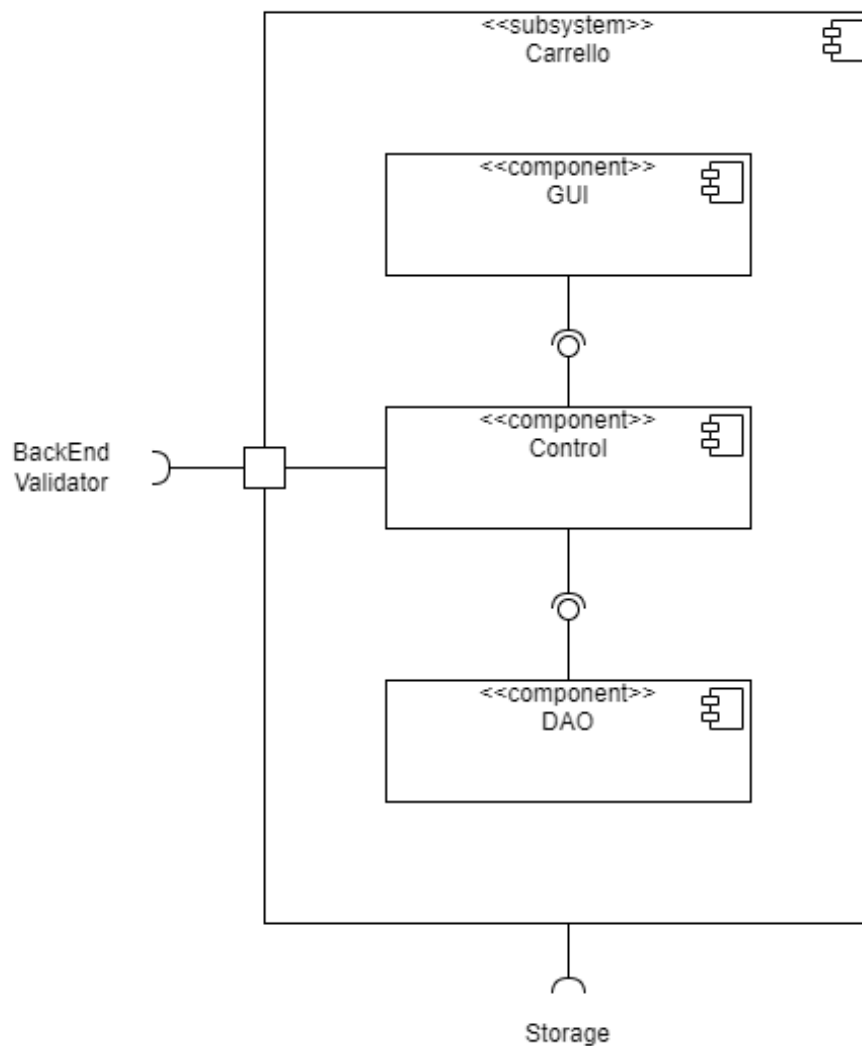 <<subsystem>>
Carrello
<<component>>
GUI
<<component>>
Control
BackEnd
Validator
<<component>>
DAO
Storage